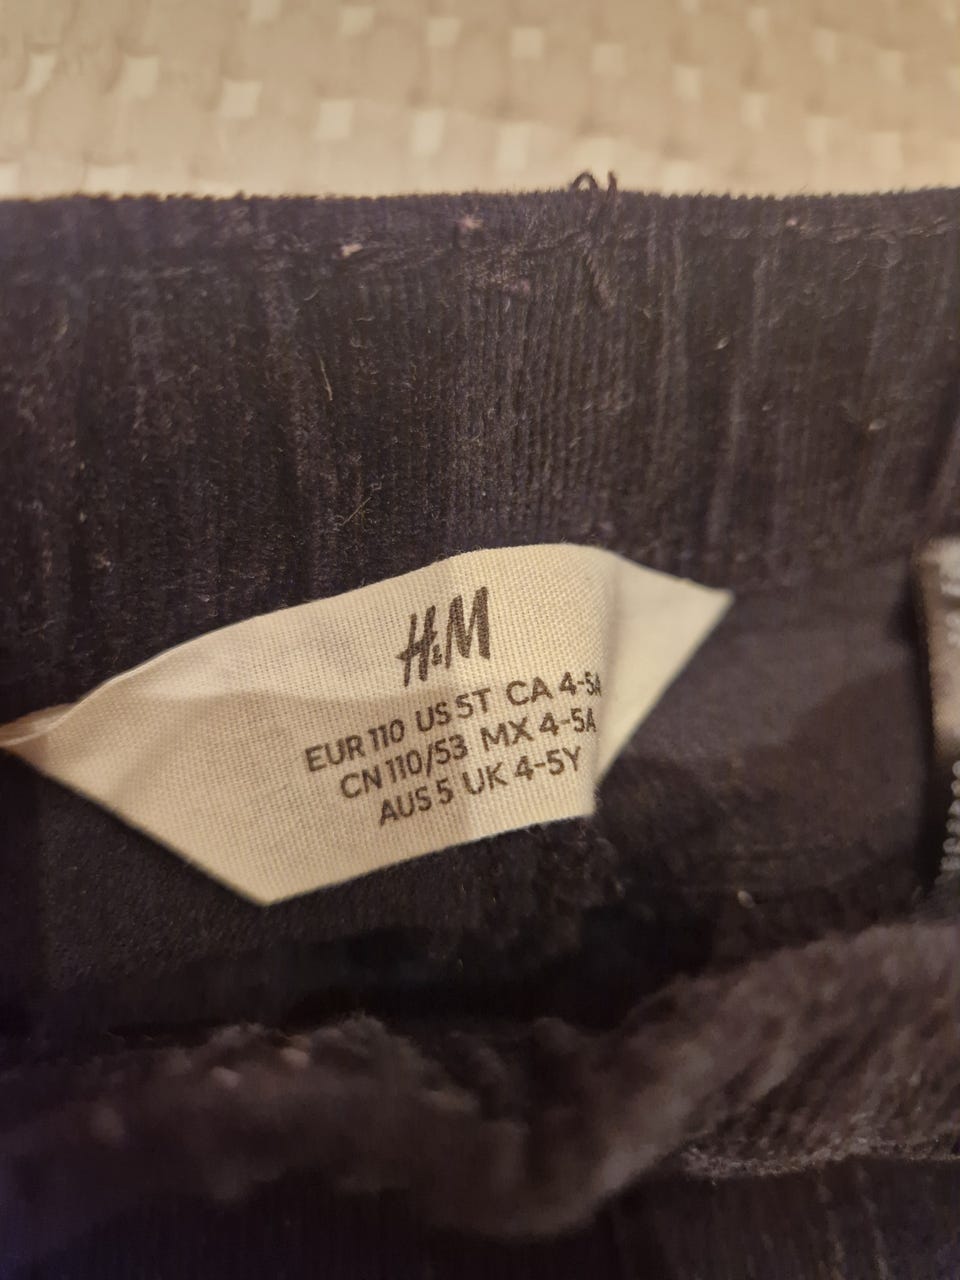 H&M
EUR 110 US 5T CA 4-5A
CN 110/53 MX 4-5A
AUS 5 UK 4-5Y